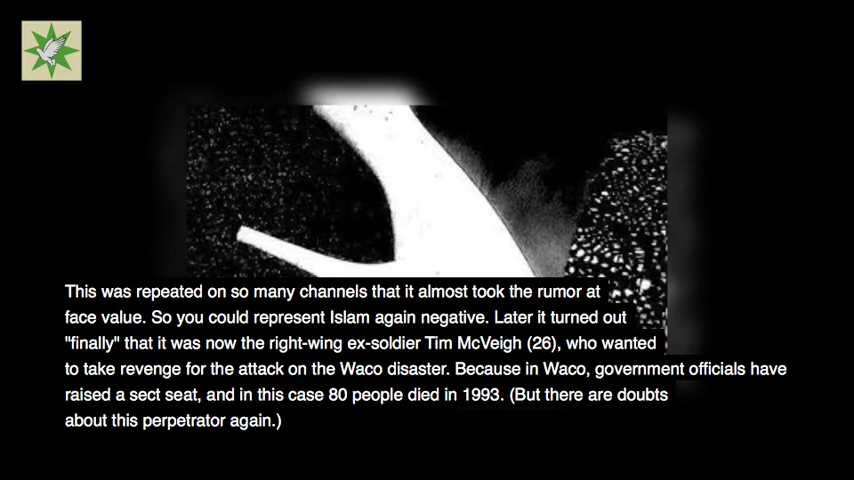 This was repeated on so many channels that it almost took the rumor at
face value. So you could represent Islam again negative. Later it turned out
"finally" that it was now the right-wing ex-soldier Tim McVeigh (26), who wanted
to take revenge for the attack on the Waco disaster. Because in Waco, government officials have
raised a sect seat, and in this case 80 people died in 1993. (But there are doubts
about this perpetrator again.)